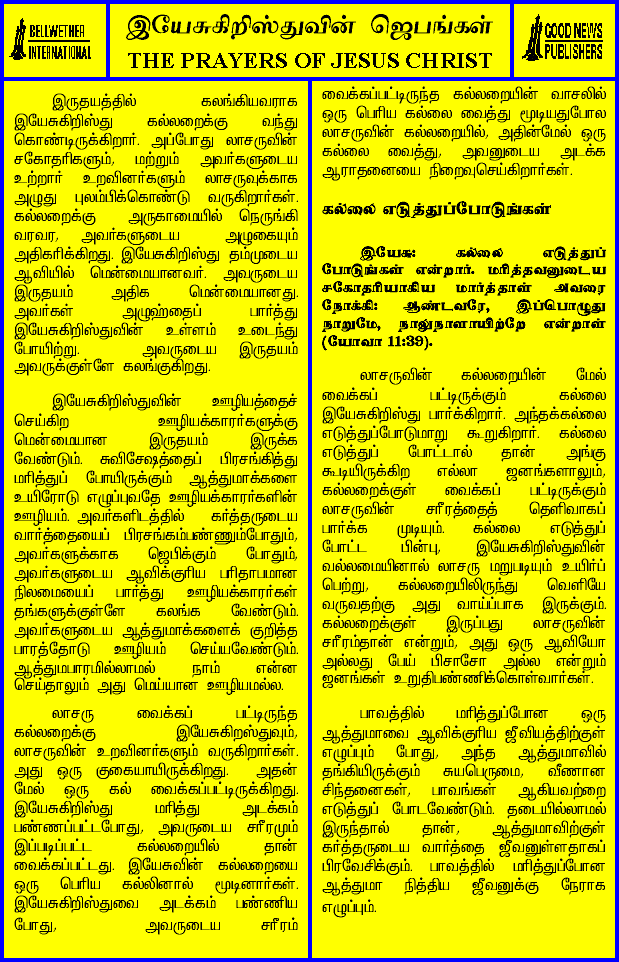 BELLWETHER
INTERNATIONAL
இயேசுகிறிஸ்துவின் ஜெபங்கள்
THE PRAYERS OF JESUS CHRIST
GOOD NEWS
PUBLISHERS
இருதயத்தில் கலங்கியவராக
இயேசுகிறிஸ்து கல்லறைக்கு வந்து
கொண்டிருக்கிறார். அப்போது லாசருவின்
சகோதரிகளும், மற்றும் அவர்களுடைய
உற்றார் உறவினர்களும் லாசருவுக்காக
அழுது புலம்பிக்கொண்டு வருகிறார்கள்.
கல்லறைக்கு அருகாமையில் நெருங்கி
வரவர, அவர்களுடைய அழுகையும்
அதிகரிக்கிறது. இயேசுகிறிஸ்து தம்முடைய
ஆவியில் மென்மையானவர். அவருடைய
இருதயம் அதிக மென்மையானது.
அவர்கள் அழுஹ்தைப் பார்த்து
இயேசுகிறிஸ்துவின் உள்ளம் உடைந்து
போயிற்று. அவருடைய இருதயம்
அவருக்குள்ளே கலங்குகிறது.
இயேசுகிறிஸ்துவின் ஊழியத்தைச்
செய்கிற ஊழியக்காரர்களுக்கு
மென்மையான இருதயம் இருக்க
வேண்டும். சுவிசேஷத்தைப் பிரசங்கித்து
மரித்துப் போயிருக்கும் ஆத்துமாக்களை
உயிரோடு எழுப்புவதே ஊழியக்காரர்களின்
ஊழியம். அவர்களிடத்தில் கர்த்தருடைய
வார்த்தையைப் பிரசங்கம்பண்ணும்போதும்,
அவர்களுக்காக ஜெபிக்கும் போதும்,
அவர்களுடைய ஆவிக்குரிய பரிதாபமான
நிலமையைப் பார்த்து ஊழியக்காரர்கள்
தங்களுக்குள்ளே கலங்க வேண்டும்.
அவர்களுடைய ஆத்துமாக்களைக் குறித்த
பாரத்தோடு ஊழியம் செய்யவேண்டும்.
ஆத்துமபாரமில்லாமல் நாம் என்ன
செய்தாலும் அது மெய்யான ஊழியமல்ல.
லாசரு வைக்கப் பட்டிருந்த
கல்லறைக்கு இயேசுகிறிஸ்துவும்,
லாசருவின் உறவினர்களும் வருகிறார்கள்.
அது ஒரு குகையாயிருக்கிறது. அதன்
மேல் ஒரு கல் வைக்கப்பட்டிருக்கிறது.
இயேசுகிறிஸ்து மரித்து அடக்கம்
பண்ணப்பட்டபோது, அவருடைய சரீரமும்
இப்படிப்பட்ட கல்லறையில் தான்
வைக்கப்பட்டது. இயேசுவின் கல்லறையை
ஒரு பெரிய கல்லினால் மூடினார்கள்.
இயேசுகிறிஸ்துவை அடக்கம் பண்ணிய
போது, அவருடைய சரீரம்
வைக்கப்பட்டிருந்த கல்லறையின் வாசலில்
ஒரு பெரிய கல்லை வைத்து மூடியதுபோல
லாசருவின் கல்லறையில், அதின்மேல் ஒரு
கல்லை வைத்து, அவனுடைய அடக்க
ஆராதனையை நிறைவுசெய்கிறார்கள்.
கல்லை எடுத்துப்போடுங்கள்
இயேசு: கல்லை எடுத்துப்
போடுங்கள் என்றார். மரித்தவனுடைய
சகோதரியாகிய மார்த்தாள் அவரை
நோக்கி: ஆண்டவரே, இப்பொழுது
நாறுமே, நாலுநாளாயிற்றே என்றாள்
(யோவா 11:39).
லாசருவின் கல்லறையின் மேல்
வைக்கப் பட்டிருக்கும் கல்லை
இயேசுகிறிஸ்து பார்க்கிறார். அந்தக்கல்லை
எடுத்துப்போடுமாறு கூறுகிறார். கல்லை
எடுத்துப் போட்டால் தான் அங்கு
கூடியிருக்கிற எல்லா ஜனங்களாலும்,
கல்லறைக்குள் வைக்கப் பட்டிருக்கும்
லாசருவின் சரீரத்தைத் தெளிவாகப்
பார்க்க முடியும். கல்லை எடுத்துப்
போட்ட பின்பு, இயேசுகிறிஸ்துவின்
வல்லமையினால் லாசரு மறுபடியும் உயிர்ப்
பெற்று, கல்லறையிலிருந்து வெளியே
வருவதற்கு அது வாய்ப்பாக இருக்கும்.
கல்லறைக்குள் இருப்பது லாசருவின்
சரீரம்தான் என்றும், அது ஒரு ஆவியோ
அல்லது பேய் பிசாசோ அல்ல என்றும்
ஜனங்கள் உறுதிபண்ணிக்கொள்வார்கள்.
பாவத்தில் மரித்துப்போன ஒரு
ஆத்துமாவை ஆவிக்குரிய ஜீவியத்திற்குள்
எழுப்பும் போது, அந்த ஆத்துமாவில்
தங்கியிருக்கும் சுயபெருமை, வீணான
சிந்தனைகள், பாவங்கள் ஆகியவற்றை
எடுத்துப் போடவேண்டும். தடையில்லாமல்
இருந்தால் தான், ஆத்துமாவிற்குள்
கர்த்தருடைய வார்த்தை ஜீவனுள்ளதாகப்
பிரவேசிக்கும். பாவத்தில் மரித்துப்போன
ஆத்துமா நித்திய ஜீவனுக்கு நேராக
எழும்பும்.